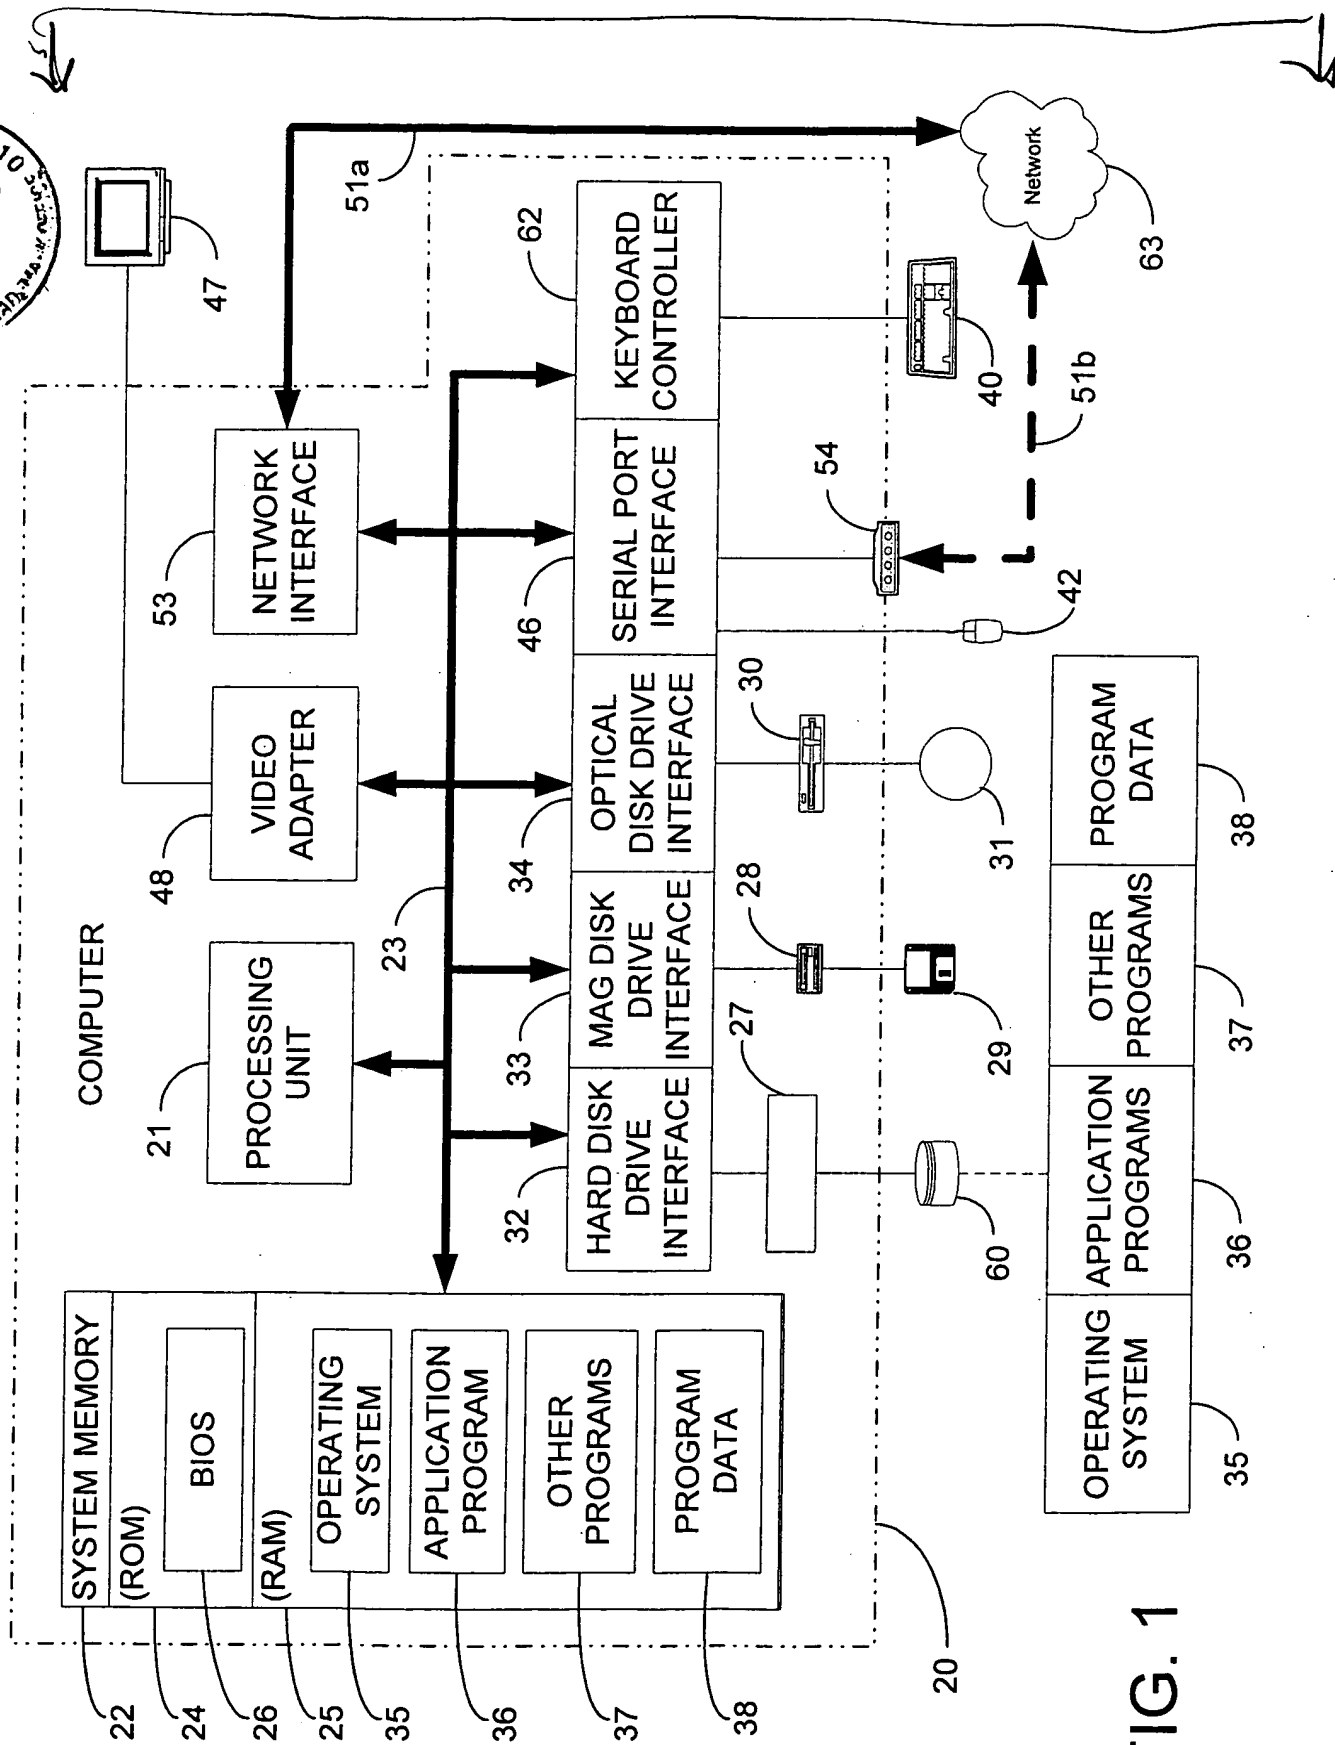 COMPUTER
47
51a
22
SYSTEM MEMORY
24
(ROM)
26
BIOS
25
(RAM)
35
OPERATING
SYSTEM
36
APPLICATION
PROGRAM
37
OTHER
PROGRAMS
38
PROGRAM
DATA
21
PROCESSING
UNIT
48
VIDEO
ADAPTER
53
NETWORK
INTERFACE
23
32
HARD DISK
DRIVE
INTERFACE
33
MAG DISK
DRIVE
INTERFACE
34
OPTICAL
DISK DRIVE
INTERFACE
46
SERIAL PORT
INTERFACE
62
KEYBOARD
CONTROLLER
27
28
30
54
40
60
29
31
42
51b
Network
63
20
OPERATING
SYSTEM
APPLICATION
PROGRAMS
OTHER
PROGRAMS
PROGRAM
DATA
35
36
37
38
IG. 1